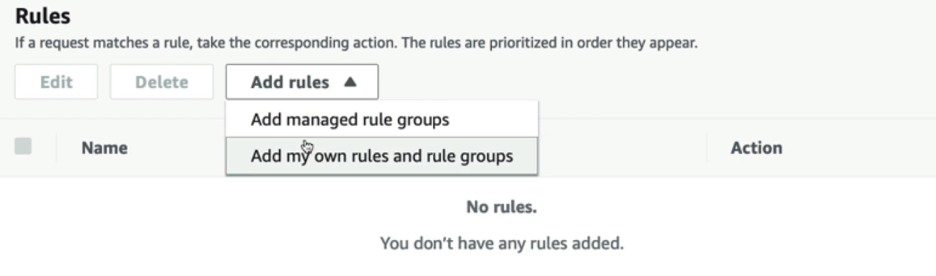 Rules
If a request matches a rule, take the corresponding action. The rules are prioritized in order they appear.
Edit Delete Add rules
Add managed rule groups
Name Action
Add my own rules and rule groups
No rules.
You don't have any rules added.